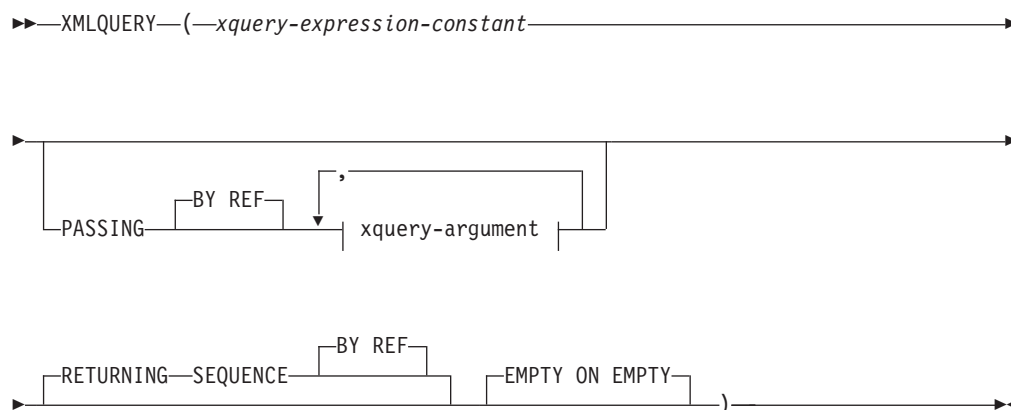 XMLQUERY ( xquery-expression-constant
,
BY REF
PASSING xquery-argument
BY REF
RETURNING SEQUENCE EMPTY ON EMPTY
)